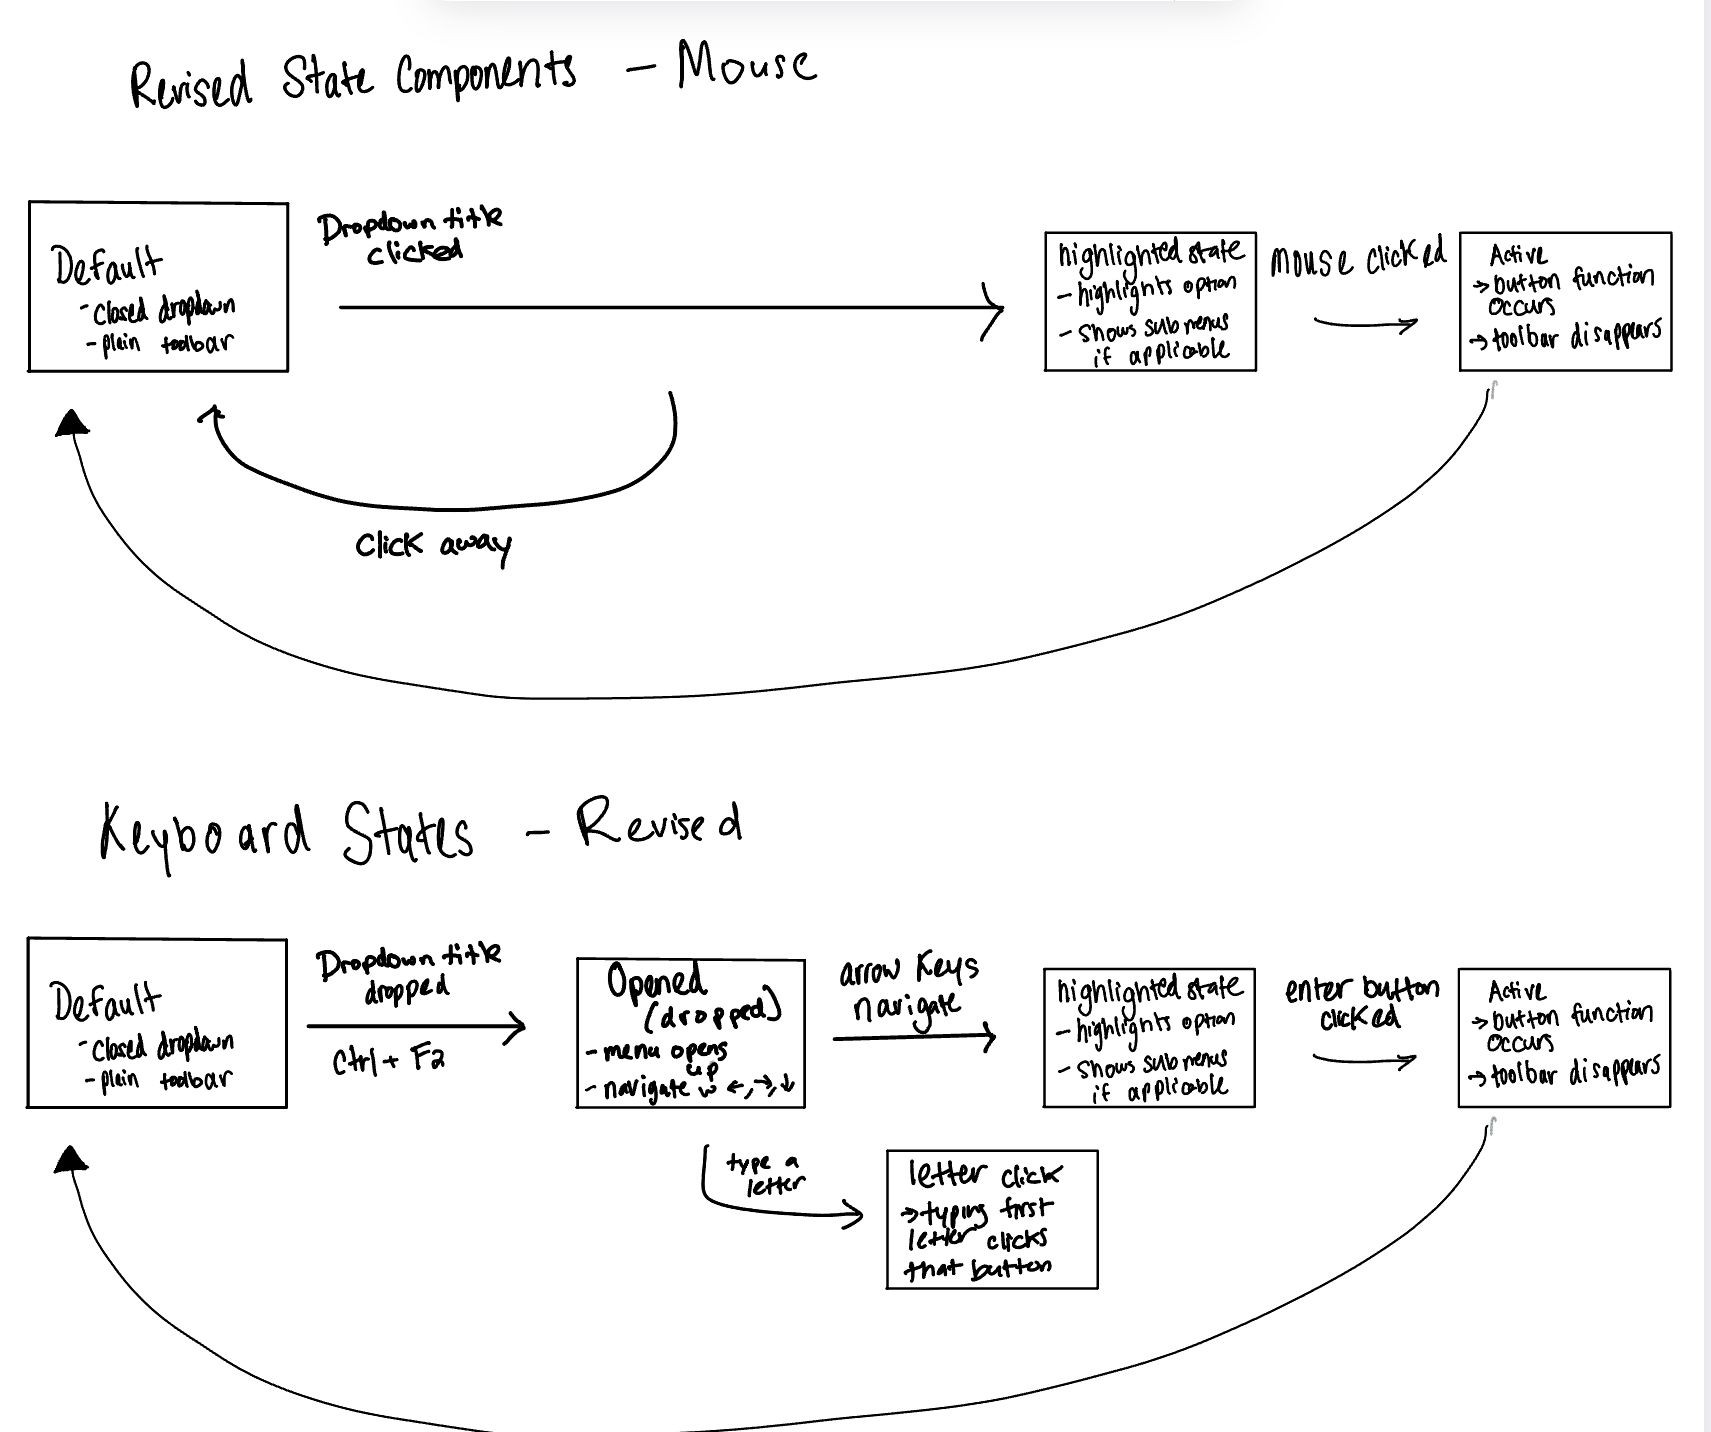 Revised State Components - Mouse
Default
- closed dropdown
- plain toolbar
Dropdown title
clicked
highlighted state
- highlights option
- shows submenus
if applicable
mouse clicked
Active
→ button function
occurs
→ toolbar disappears
click away
Keyboard States - Revised
Default
- closed dropdown
- plain toolbar
Dropdown title
dropped
Ctrl + F2
Opened
(dropped)
- menu opens
up
- navigate w ←,→,↓
arrow keys
navigate
highlighted state
- highlights option
- shows submenus
if applicable
enter button
clicked
Active
→ button function
occurs
→ toolbar disappears
type a
letter
letter click
→ typing first
letter clicks
that button